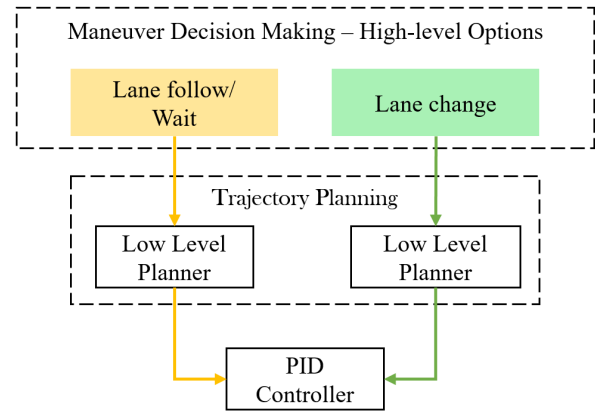 Maneuver Decision Making – High-level Options
Lane follow/
Wait
Lane change
Trajectory Planning
Low Level
Planner
Low Level
Planner
PID
Controller